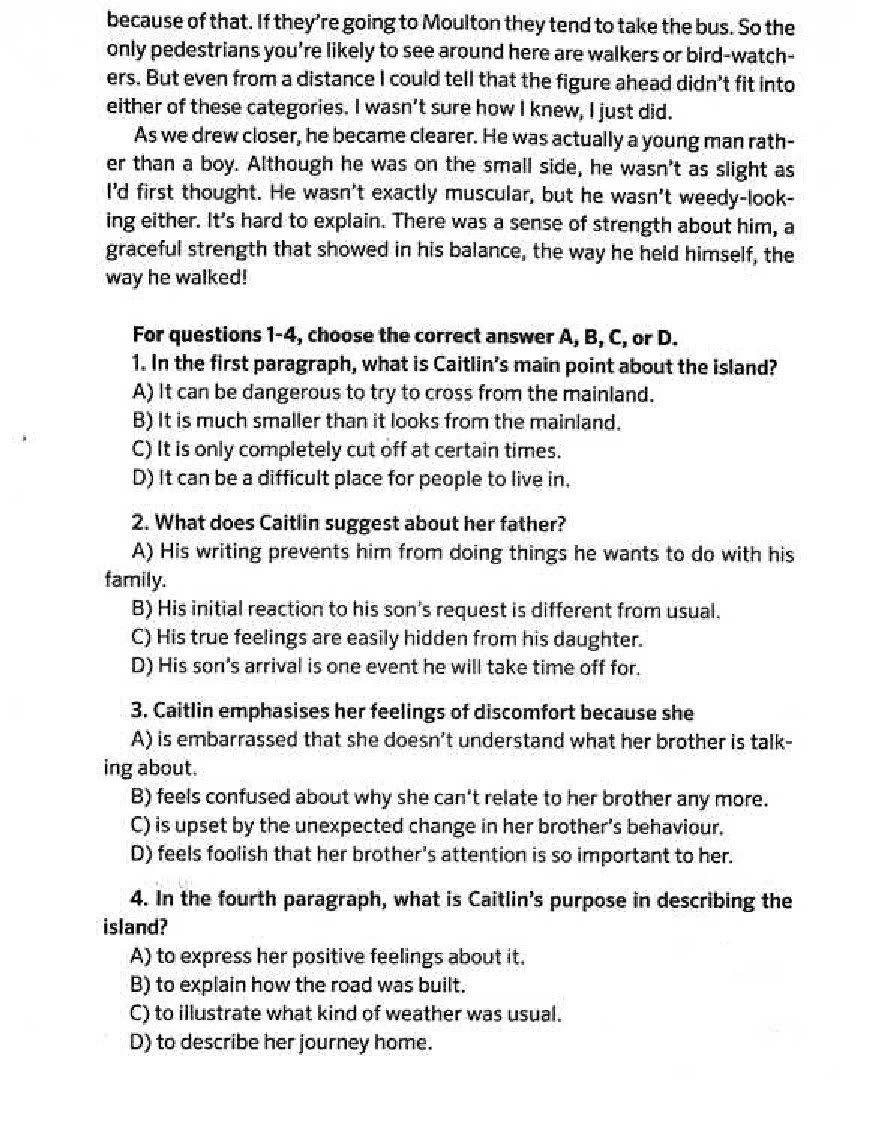 because of that. If they're going to Moulton they tend to take the bus. So the
only pedestrians you're likely to see around here are walkers or bird-watch-
ers. But even from a distance I could tell that the figure ahead didn't fit into
either of these categories. I wasn't sure how I knew, I just did.
As we drew closer, he became clearer. He was actually a young man rath-
er than a boy. Although he was on the small side, he wasn't as slight as
I'd first thought. He wasn't exactly muscular, but he wasn't weedy-look-
ing either. It's hard to explain. There was a sense of strength about him, a
graceful strength that showed in his balance, the way he held himself, the
way he walked!
For questions 1-4, choose the correct answer A, B, C, or D.
1. In the first paragraph, what is Caitlin's main point about the island?
A) It can be dangerous to try to cross from the mainland.
B) It is much smaller than it looks from the mainland.
C) It is only completely cut off at certain times.
D) It can be a difficult place for people to live in.
2. What does Caitlin suggest about her father?
A) His writing prevents him from doing things he wants to do with his
family.
B) His initial reaction to his son's request is different from usual.
C) His true feelings are easily hidden from his daughter.
D) His son's arrival is one event he will take time off for.
3. Caitlin emphasises her feelings of discomfort because she
A) is embarrassed that she doesn't understand what her brother is talk-
ing about.
B) feels confused about why she can't relate to her brother any more.
C) is upset by the unexpected change in her brother's behaviour.
D) feels foolish that her brother's attention is so important to her.
4. In the fourth paragraph, what is Caitlin's purpose in describing the
island?
A) to express her positive feelings about it.
B) to explain how the road was built.
C) to illustrate what kind of weather was usual.
D) to describe her journey home.